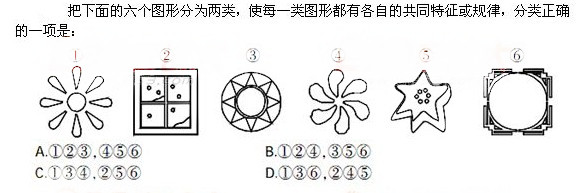 把下面的六个图形分为两类，使每一类图形都有各自的共同特征或规律，分类正确
的一项是：
1 2 ③ ④ 5 ⑥
A.①②③,④⑤⑥ B.①②④,③⑤⑥
C.①③④,②⑤⑥ D.①③⑥,②④⑤